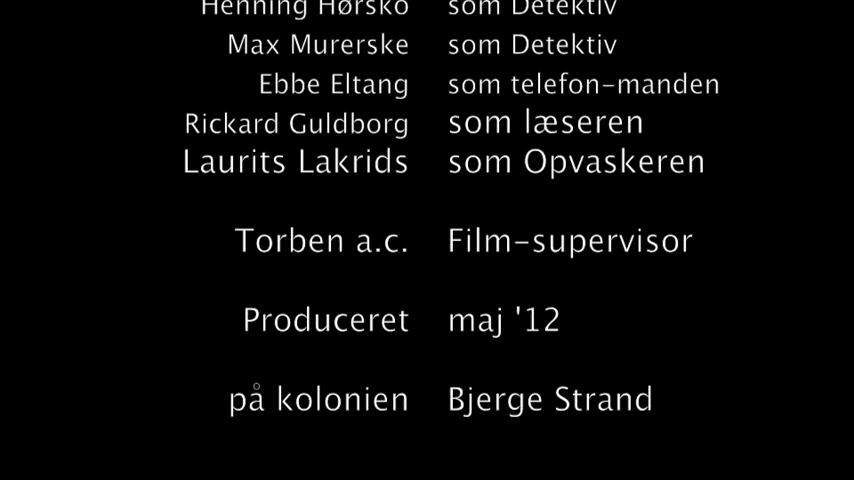 Henning Hørsko som Detektiv
Max Murerske som Detektiv
Ebbe Eltang som telefon-manden
Rickard Guldborg som læseren
Laurits Lakrids som Opvaskeren
Torben a.c. Film-supervisor
Produceret maj '12
på kolonien Bjerge Strand